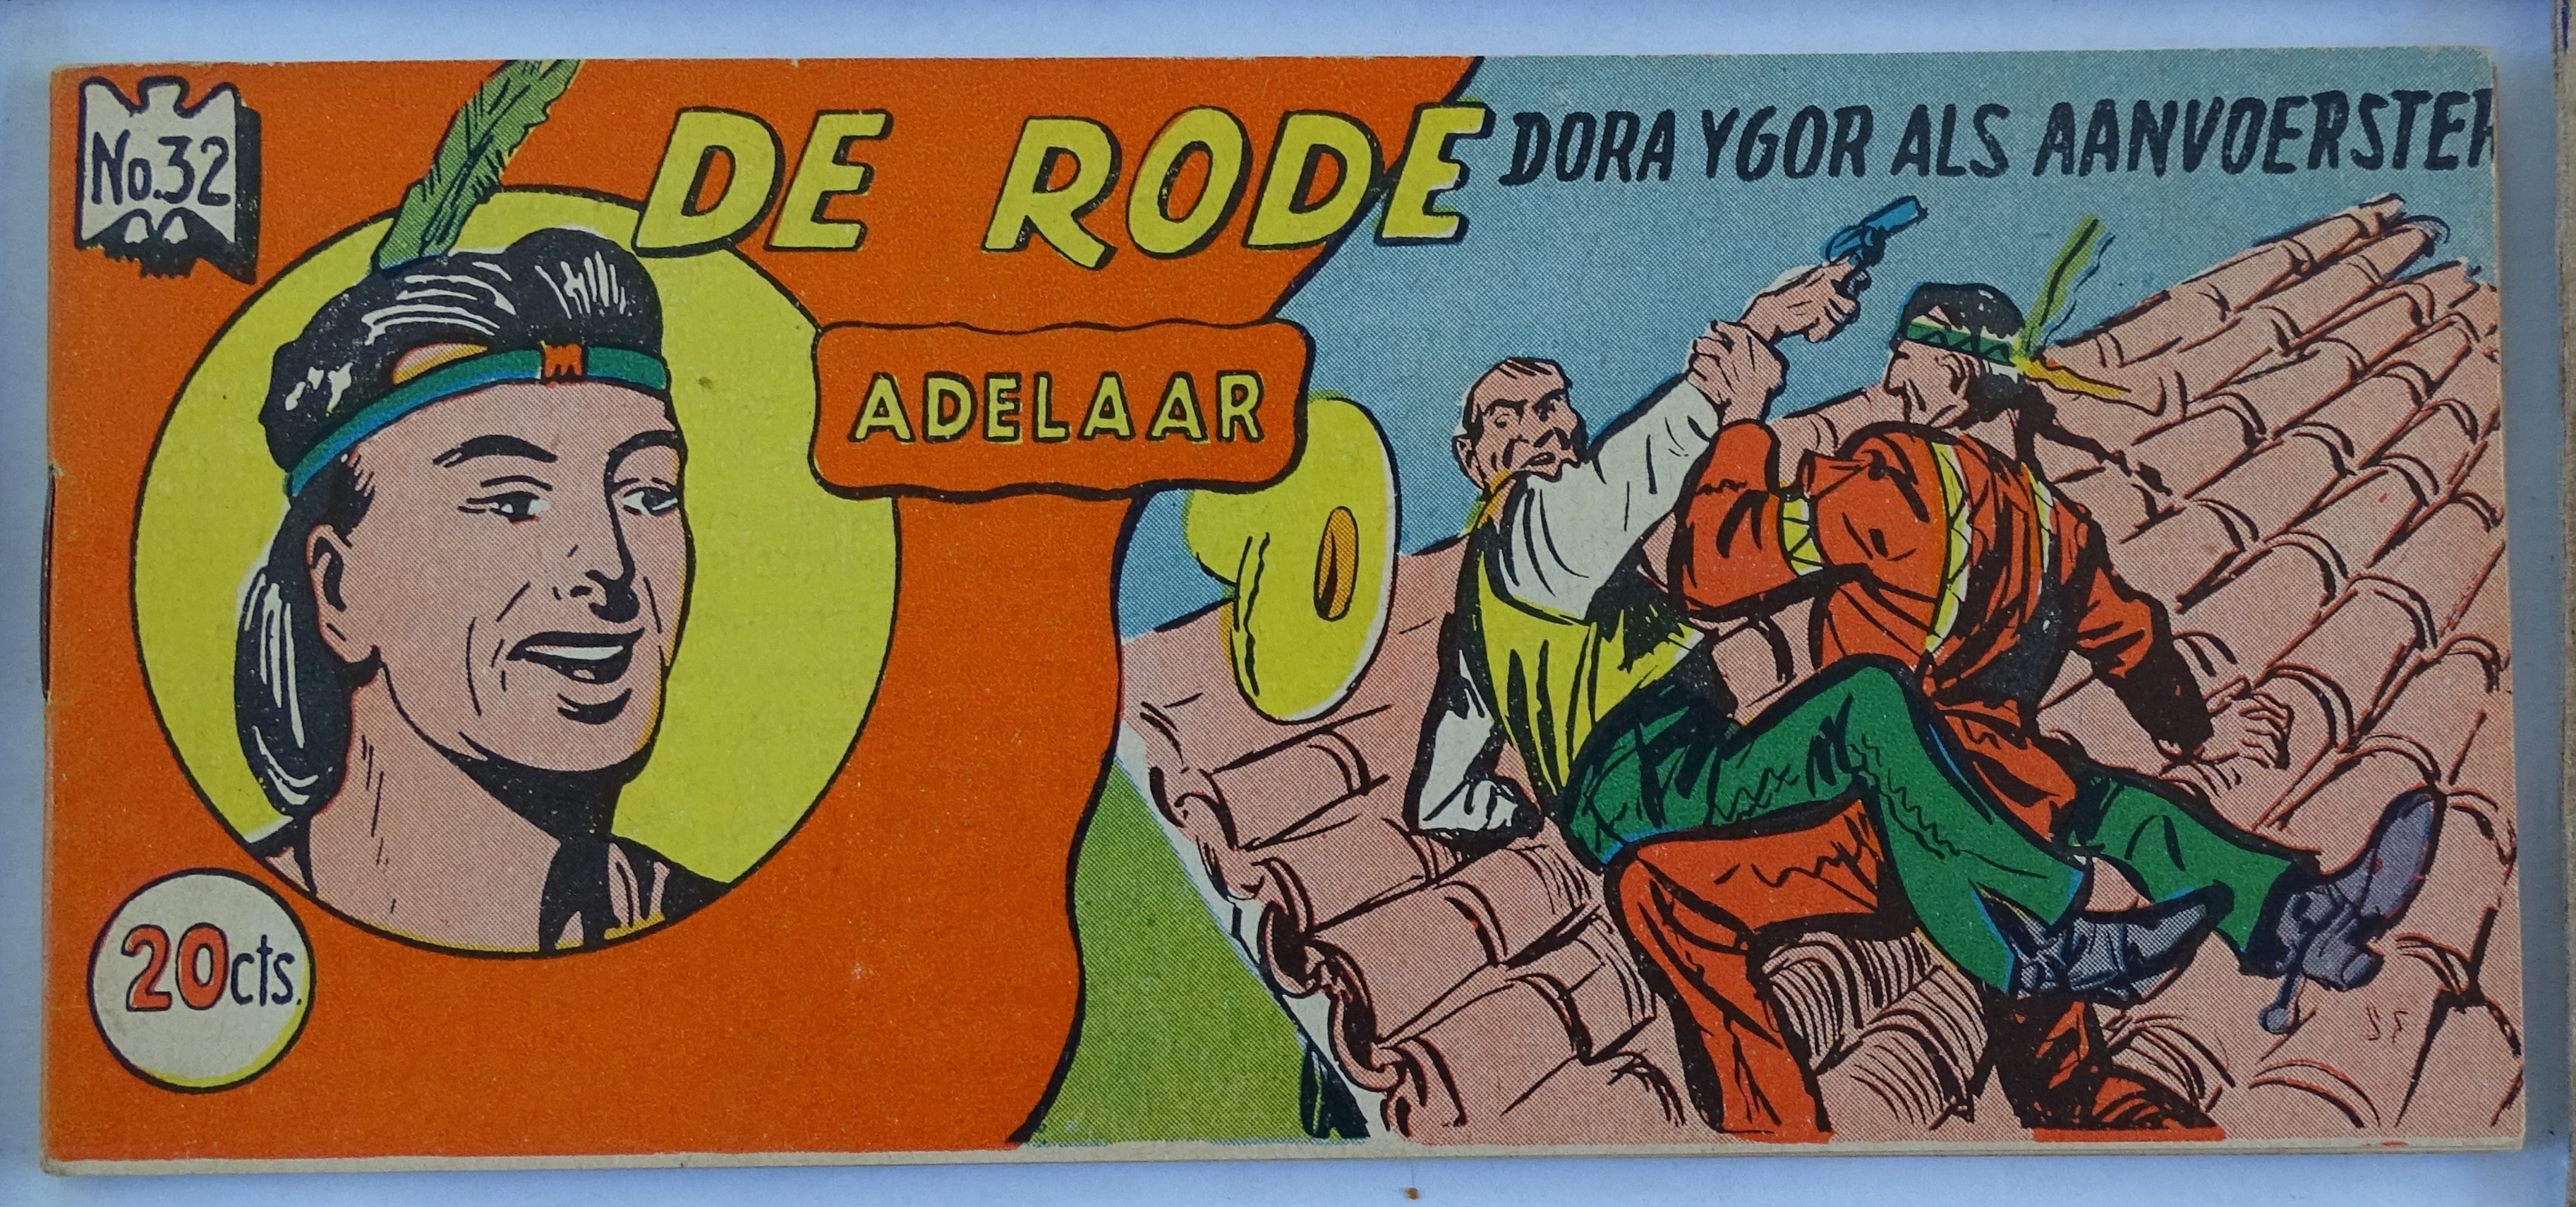 No.32
DE RODE
ADELAAR
DORA YGOR ALS AANVOERSTER
20cts.